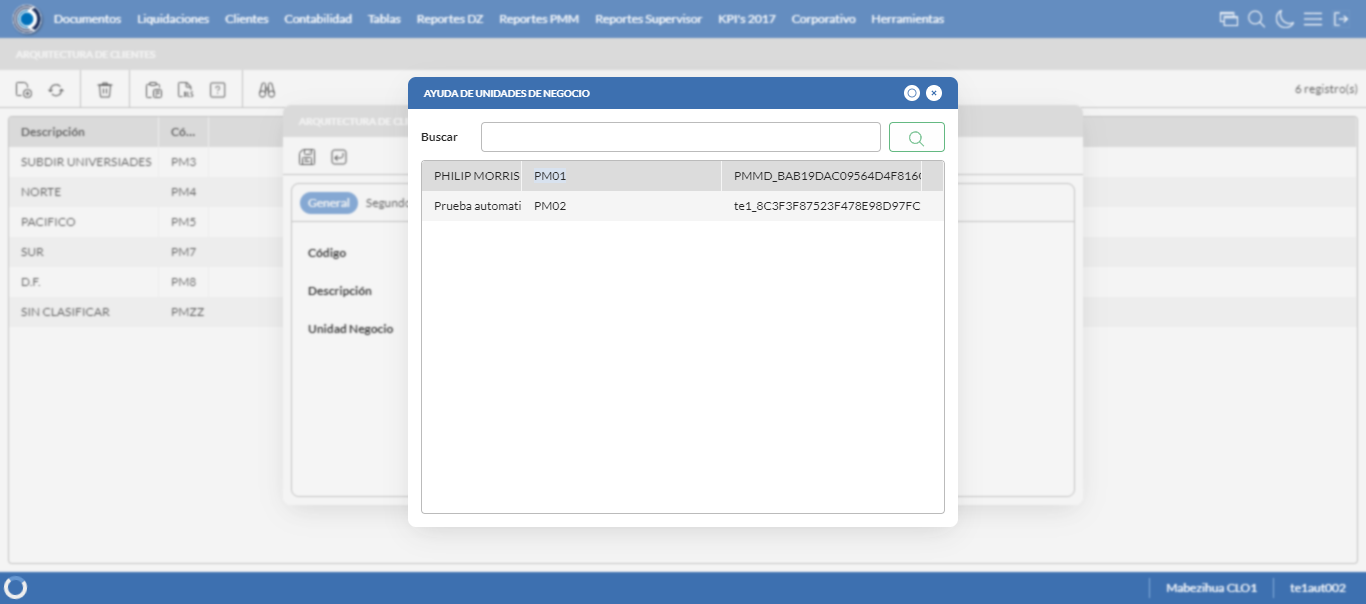 Documentos Liquidaciones Clientes Contabilidad Tablas Reportes DZ Reportes PMM Reportes Supervisor KPI's 2017 Corporativo Herramientas
ARQUITECTURA DE CLIENTES
6 registro(s)
AYUDA DE UNIDADES DE NEGOCIO
Buscar
PHILIP MORRIS PM01 PMMD_BAB19DAC09564D4F816
Prueba automati PM02 te1_8C3F3F87523F478E98D97FC
ARQUITECTURA DE
General Segundo
Código
Descripción
Unidad Negocio
Descripción Có...
SUBDIR UNIVERSIADES PM3
NORTE PM4
PACIFICO PM5
SUR PM7
D.F. PM8
SIN CLASIFICAR PMZZ
Mabezihua CLO1 te1aut002